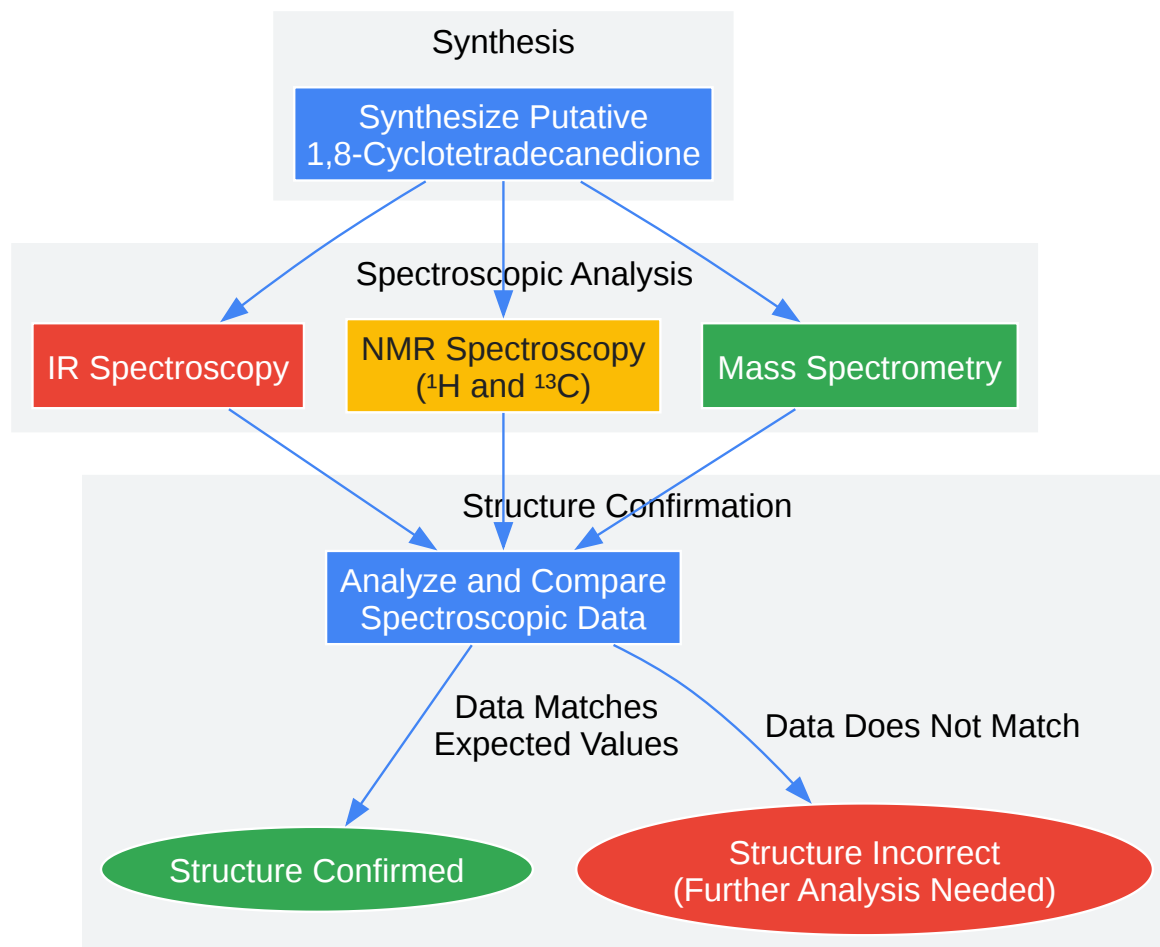 Synthesis
Synthesize Putative
1,8-Cyclotetradecanedione
Spectroscopic Analysis
IR Spectroscopy
NMR Spectroscopy
(¹H and ¹³C)
Mass Spectrometry
Structure Confirmation
Analyze and Compare
Spectroscopic Data
Data Matches
Expected Values
Data Does Not Match
Structure Confirmed
Structure Incorrect
(Further Analysis Needed)